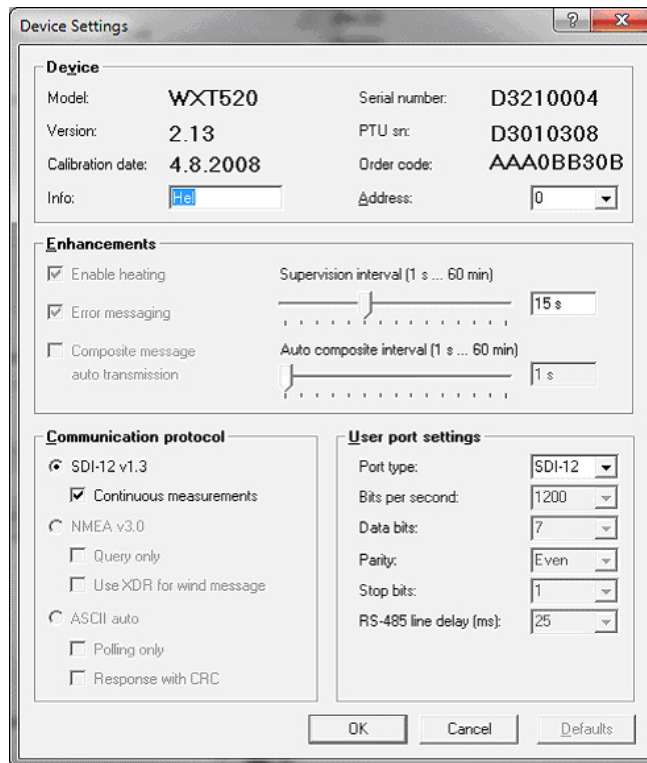 Device Settings
Device
Model: WXT520 Serial number: D3210004
Version: 2.13 PTU sn: D3010308
Calibration date: 4.8.2008 Order code: AAA0BB30B
Info: Hel Address: 0
Enhancements
Enable heating Supervision interval (1 s ... 60 min)
Error messaging 15 s
Composite message Auto composite interval (1 s ... 60 min)
auto transmission 1 s
Communication protocol
SDI-12 v1.3
Continuous measurements
NMEA v3.0
Query only
Use XDR for wind message
ASCII auto
Polling only
Response with CRC
User port settings
Port type: SDI-12
Bits per second: 1200
Data bits: 7
Parity: Even
Stop bits: 1
RS-485 line delay (ms): 25
OK Cancel Defaults